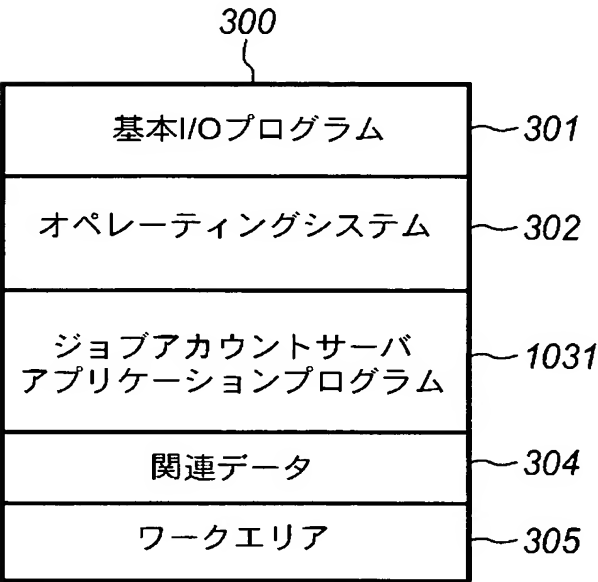 300
基本I/Oプログラム
301
オペレーティングシステム
302
ジョブアカウントサーバ
アプリケーションプログラム
1031
関連データ
304
ワークエリア
305